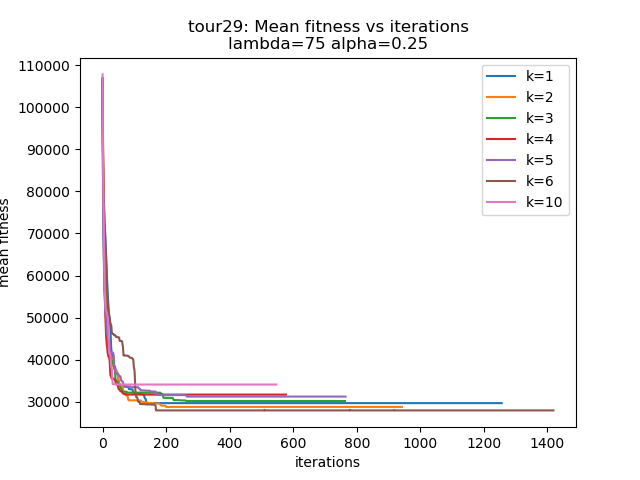 tour29: Mean fitness vs iterations
lambda=75 alpha=0.25
110000
100000
90000
80000
70000
60000
50000
40000
30000
mean fitness
0
200
400
600
800
1000
1200
1400
iterations
k=1
k=2
k=3
k=4
k=5
k=6
k=10